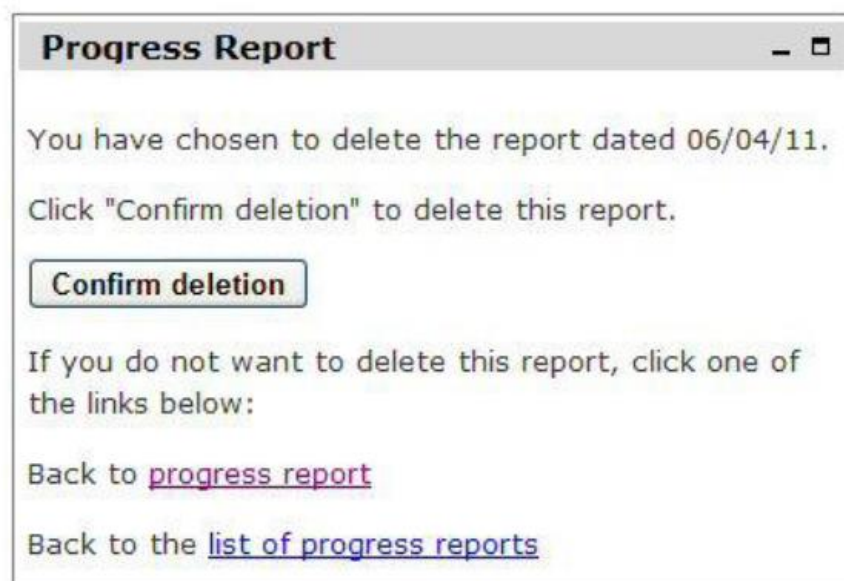 Progress Report
You have chosen to delete the report dated 06/04/11.
Click "Confirm deletion" to delete this report.
Confirm deletion
If you do not want to delete this report, click one of
the links below:
Back to progress report
Back to the list of progress reports